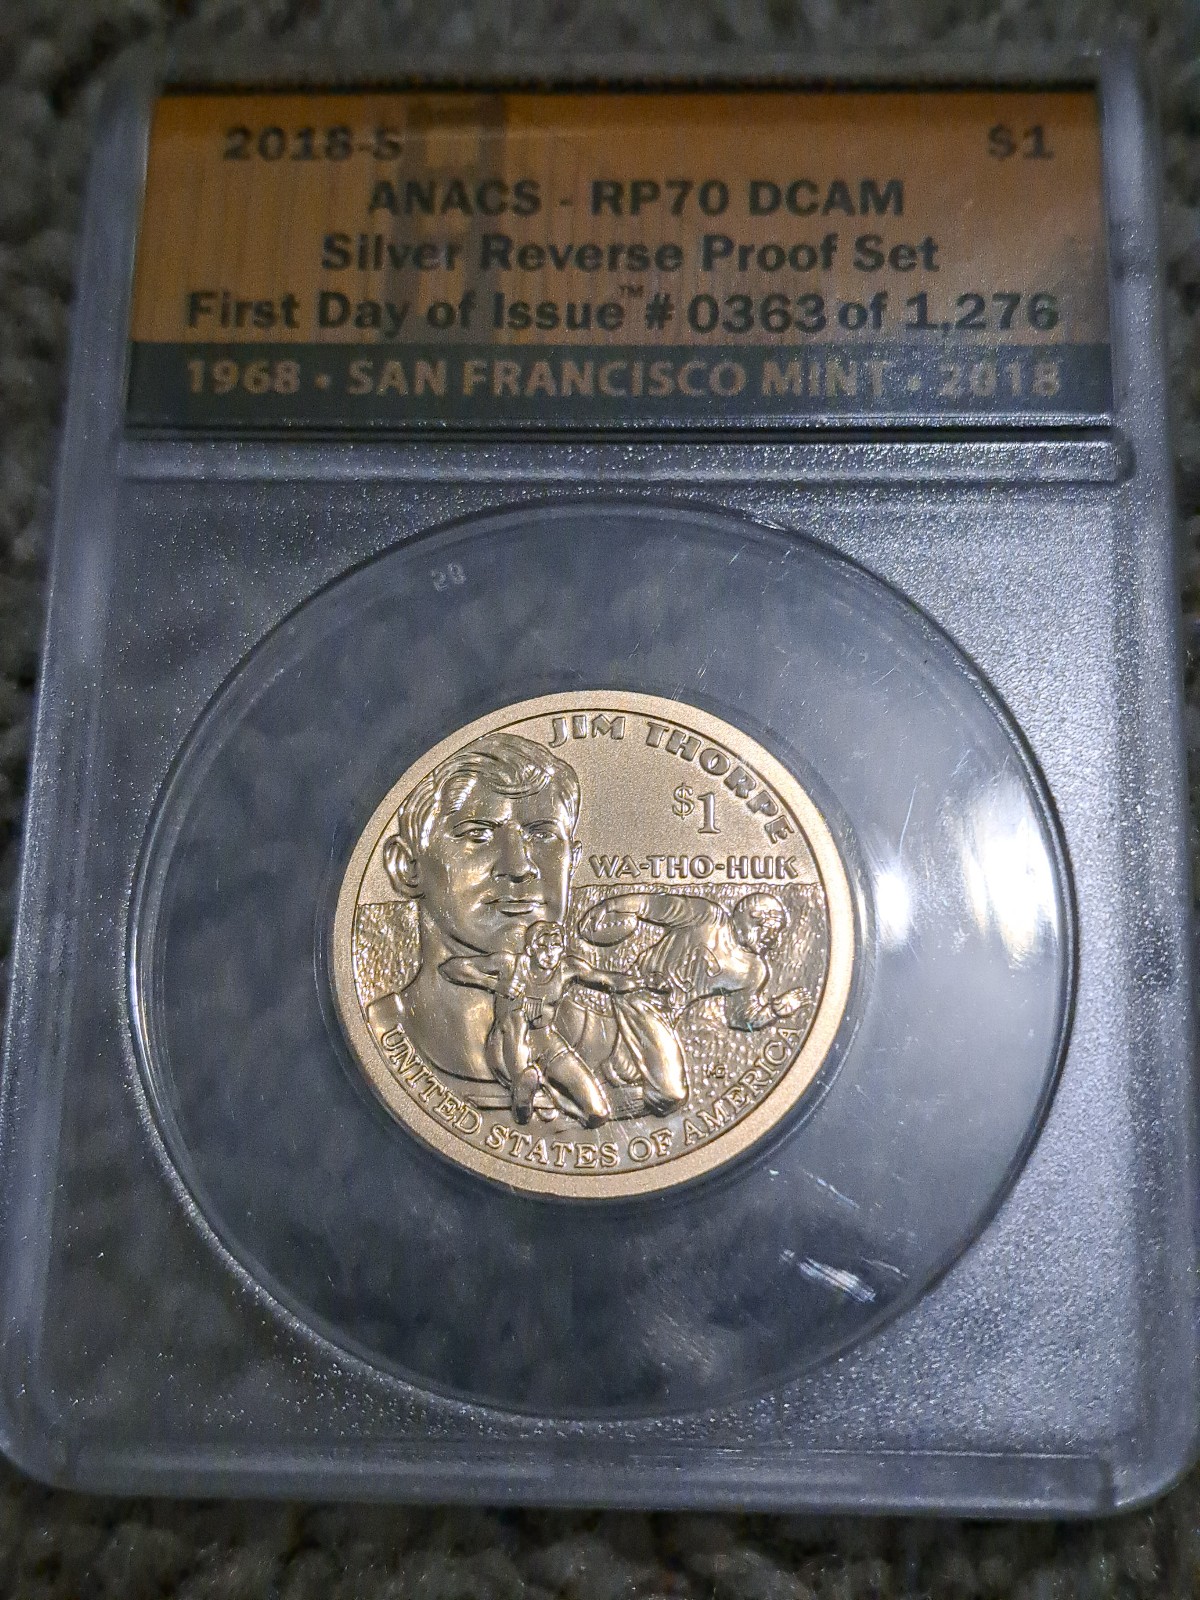 2018-S $1
ANACS - RP70 DCAM
Silver Reverse Proof Set
First Day of Issue™ # 0363 of 1,276
1968 • SAN FRANCISCO MINT • 2018
JIM THORPE
$1
WA-THO-HUK
UNITED STATES OF AMERICA